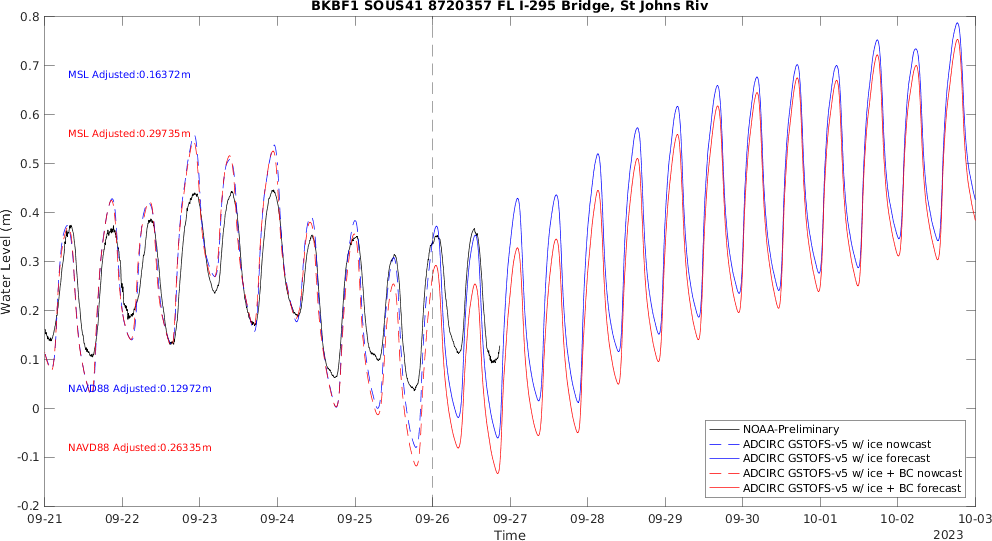 BKBF1 SOUS41 8720357 FL I-295 Bridge, St Johns Riv
0.8
0.7
0.6
0.5
0.4
0.3
0.2
0.1
0
-0.1
-0.2
Water Level (m)
MSL Adjusted:0.16372m
MSL Adjusted:0.29735m
NAVD88 Adjusted:0.12972m
NAVD88 Adjusted:0.26335m
NOAA-Preliminary
ADCIRC GSTOFS-v5 w/ ice nowcast
ADCIRC GSTOFS-v5 w/ ice forecast
ADCIRC GSTOFS-v5 w/ ice + BC nowcast
ADCIRC GSTOFS-v5 w/ ice + BC forecast
09-21 09-22 09-23 09-24 09-25 09-26 09-27 09-28 09-29 09-30 10-01 10-02 10-03
Time
2023